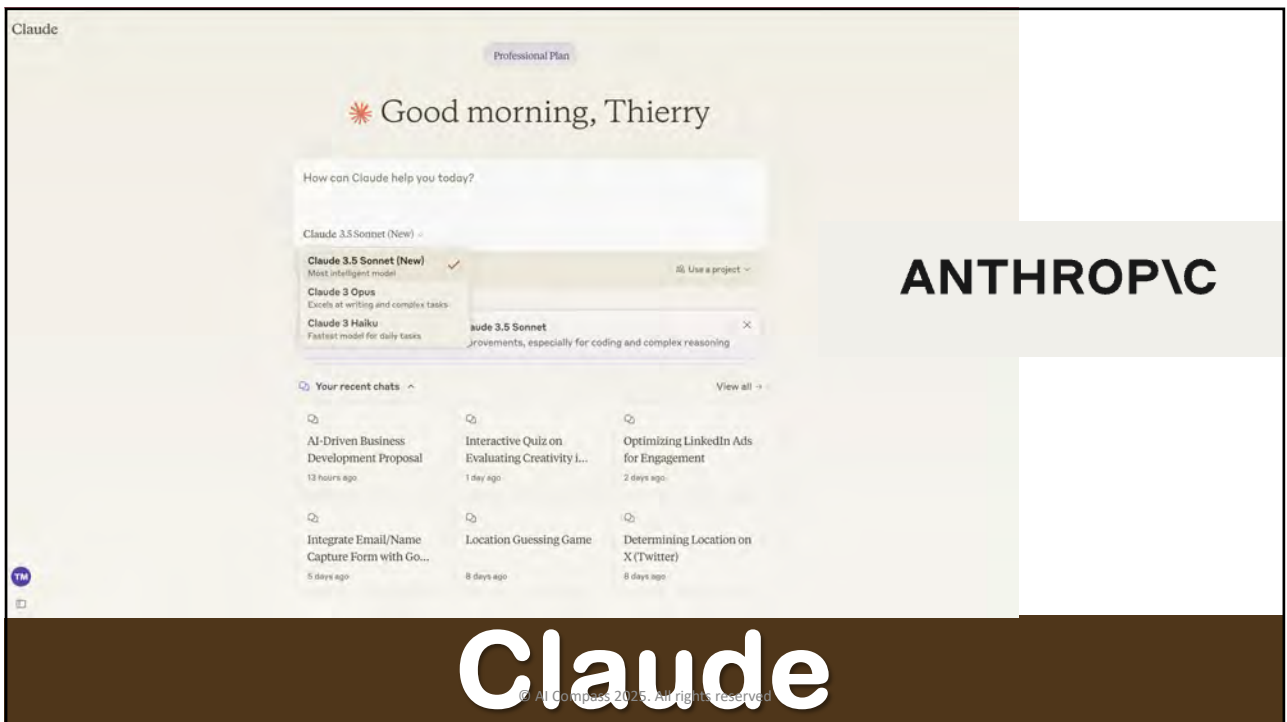 Claude
Professional Plan
Good morning, Thierry
How can Claude help you today?
Claude 3.5 Sonnet (New)
Claude 3.5 Sonnet (New)
Most intelligent model
Use a project
Claude 3 Opus
Excels at writing and complex tasks
Claude 3 Haiku
Fastest model for daily tasks
aude 3.5 Sonnet
provements, especially for coding and complex reasoning
ANTHROP\C
Your recent chats
View all →
AI-Driven Business
Development Proposal
13 hours ago
Interactive Quiz on
Evaluating Creativity i...
1 day ago
Optimizing LinkedIn Ads
for Engagement
2 days ago
Integrate Email/Name
Capture Form with Go...
5 days ago
Location Guessing Game
8 days ago
Determining Location on
X (Twitter)
8 days ago
TM
Claude
© AI Compass 2025. All rights reserved